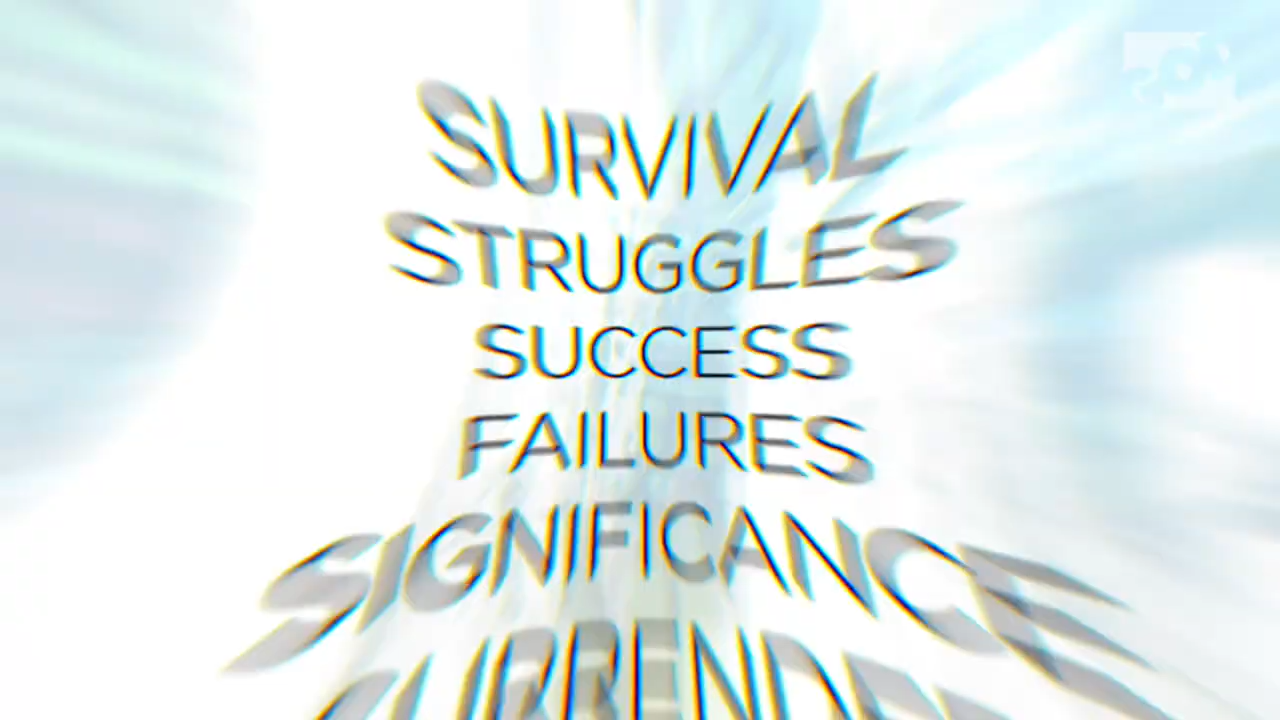 SURVIVAL
STRUGGLES
SUCCESS
FAILURES
SIGNIFICANCE